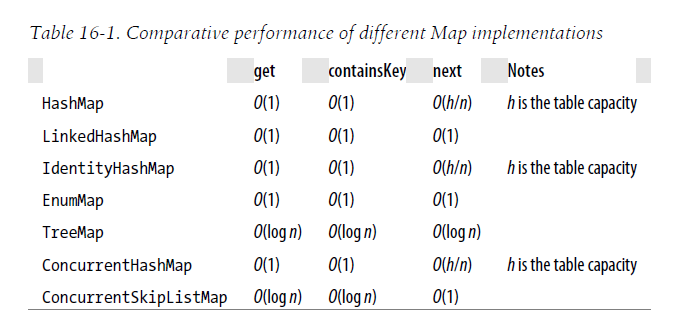 Table 16-1. Comparative performance of different Map implementations
get containsKey next Notes
HashMap O(1) O(1) O(h/n) h is the table capacity
LinkedHashMap O(1) O(1) O(1)
IdentityHashMap O(1) O(1) O(h/n) h is the table capacity
EnumMap O(1) O(1) O(1)
TreeMap O(log n) O(log n) O(log n)
ConcurrentHashMap O(1) O(1) O(h/n) h is the table capacity
ConcurrentSkipListMap O(log n) O(log n) O(1)